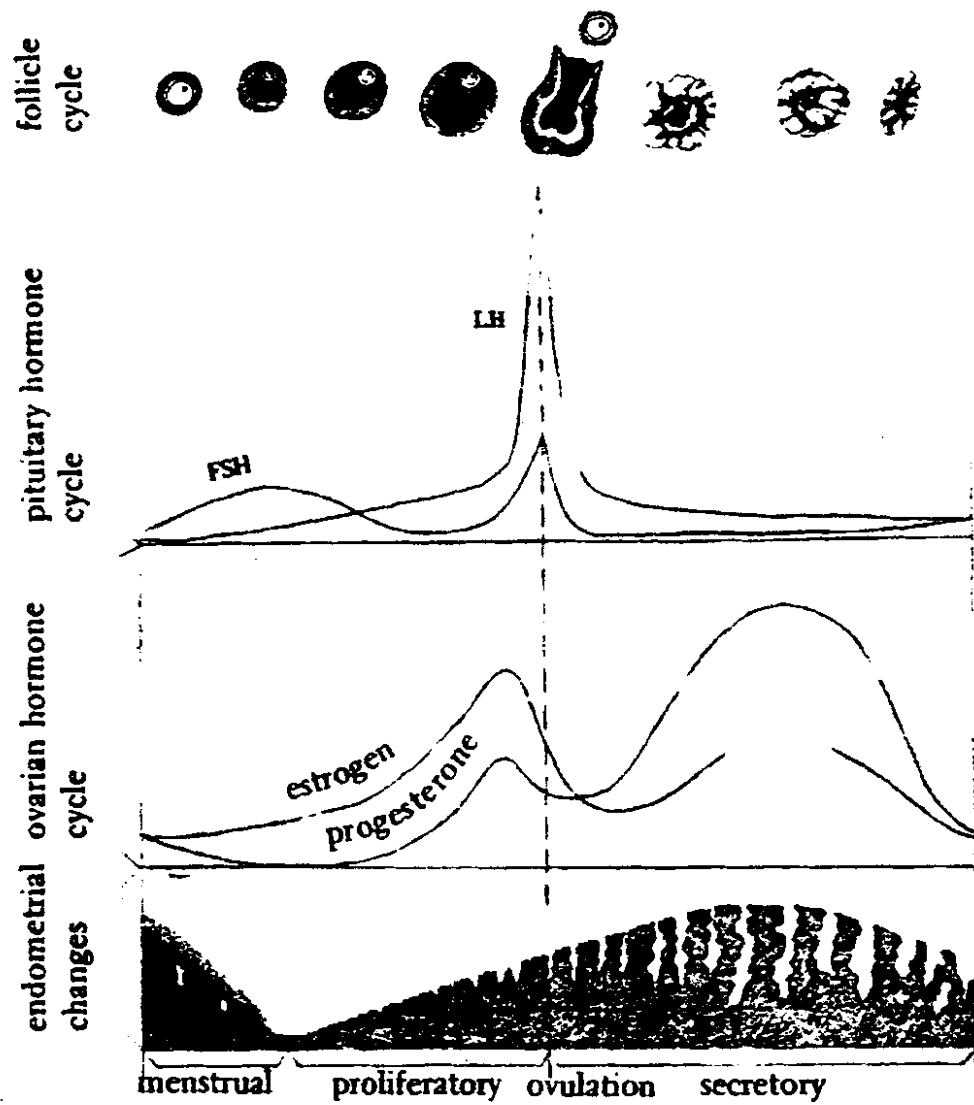 follicle
cycle
pituitary hormone
cycle
LH
FSH
ovarian hormone
cycle
estrogen
progesterone
endometrial
changes
menstrual
proliferatory
ovulation
secretory